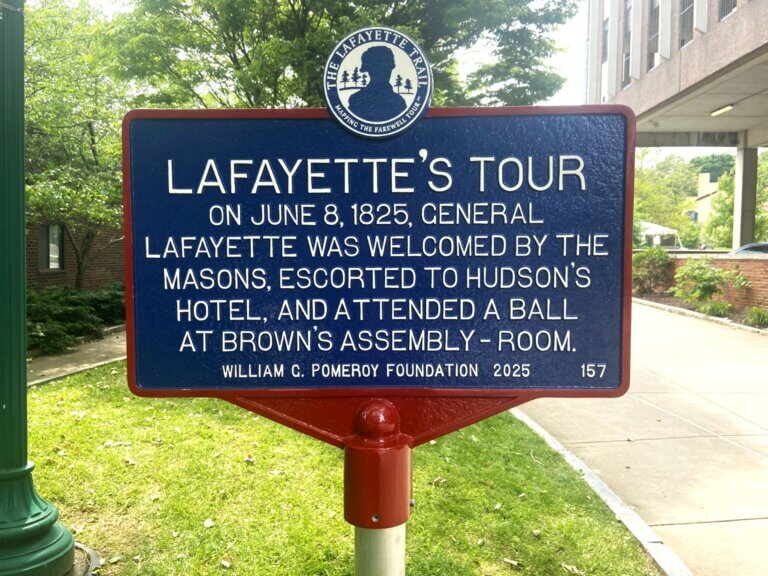 THE LAFAYETTE TRAIL
MAPPING THE FAREWELL TOUR
LAFAYETTE'S TOUR
ON JUNE 8, 1825, GENERAL
LAFAYETTE WAS WELCOMED BY THE
MASONS, ESCORTED TO HUDSON'S
HOTEL, AND ATTENDED A BALL
AT BROWN'S ASSEMBLY - ROOM.
WILLIAM G. POMEROY FOUNDATION 2025 157